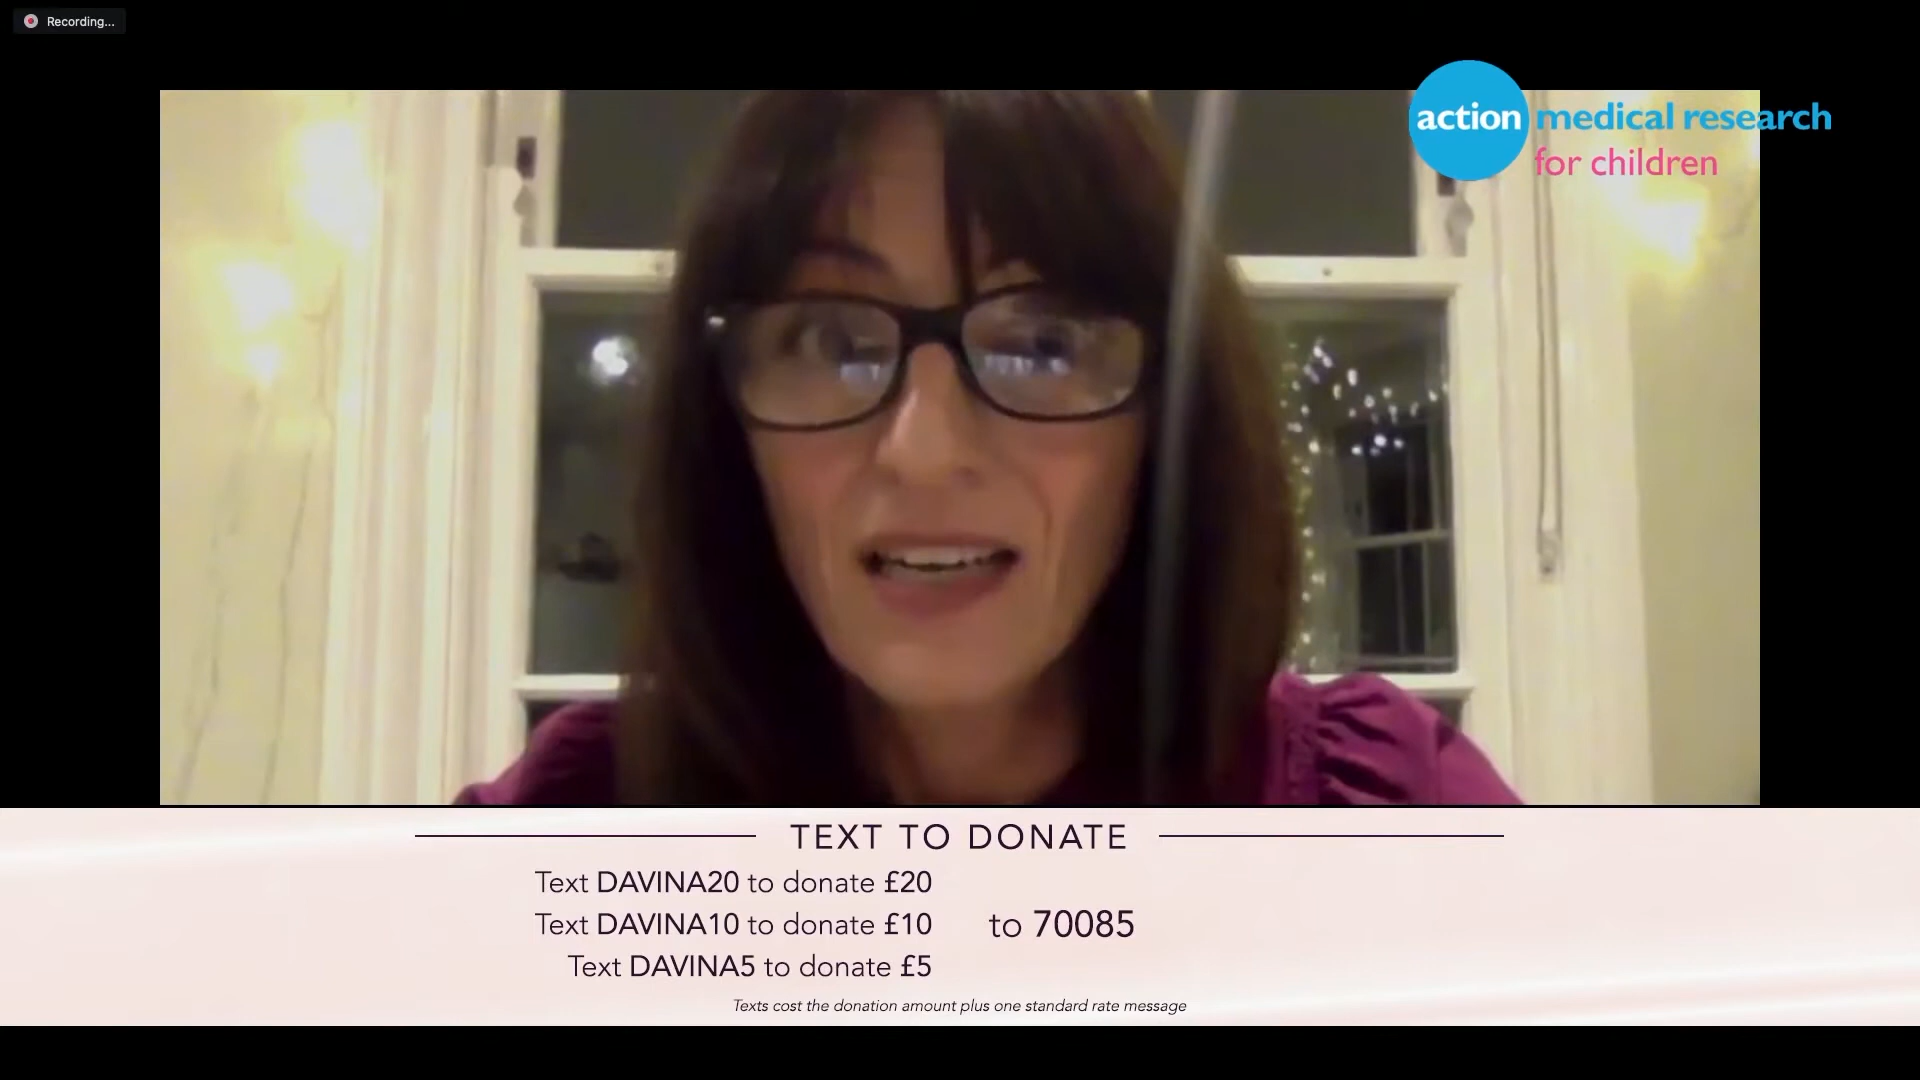 Recording...
action medical research
for children
TEXT TO DONATE
Text DAVINA20 to donate £20
Text DAVINA10 to donate £10
to 70085
Text DAVINA5 to donate £5
Texts cost the donation amount plus one standard rate message